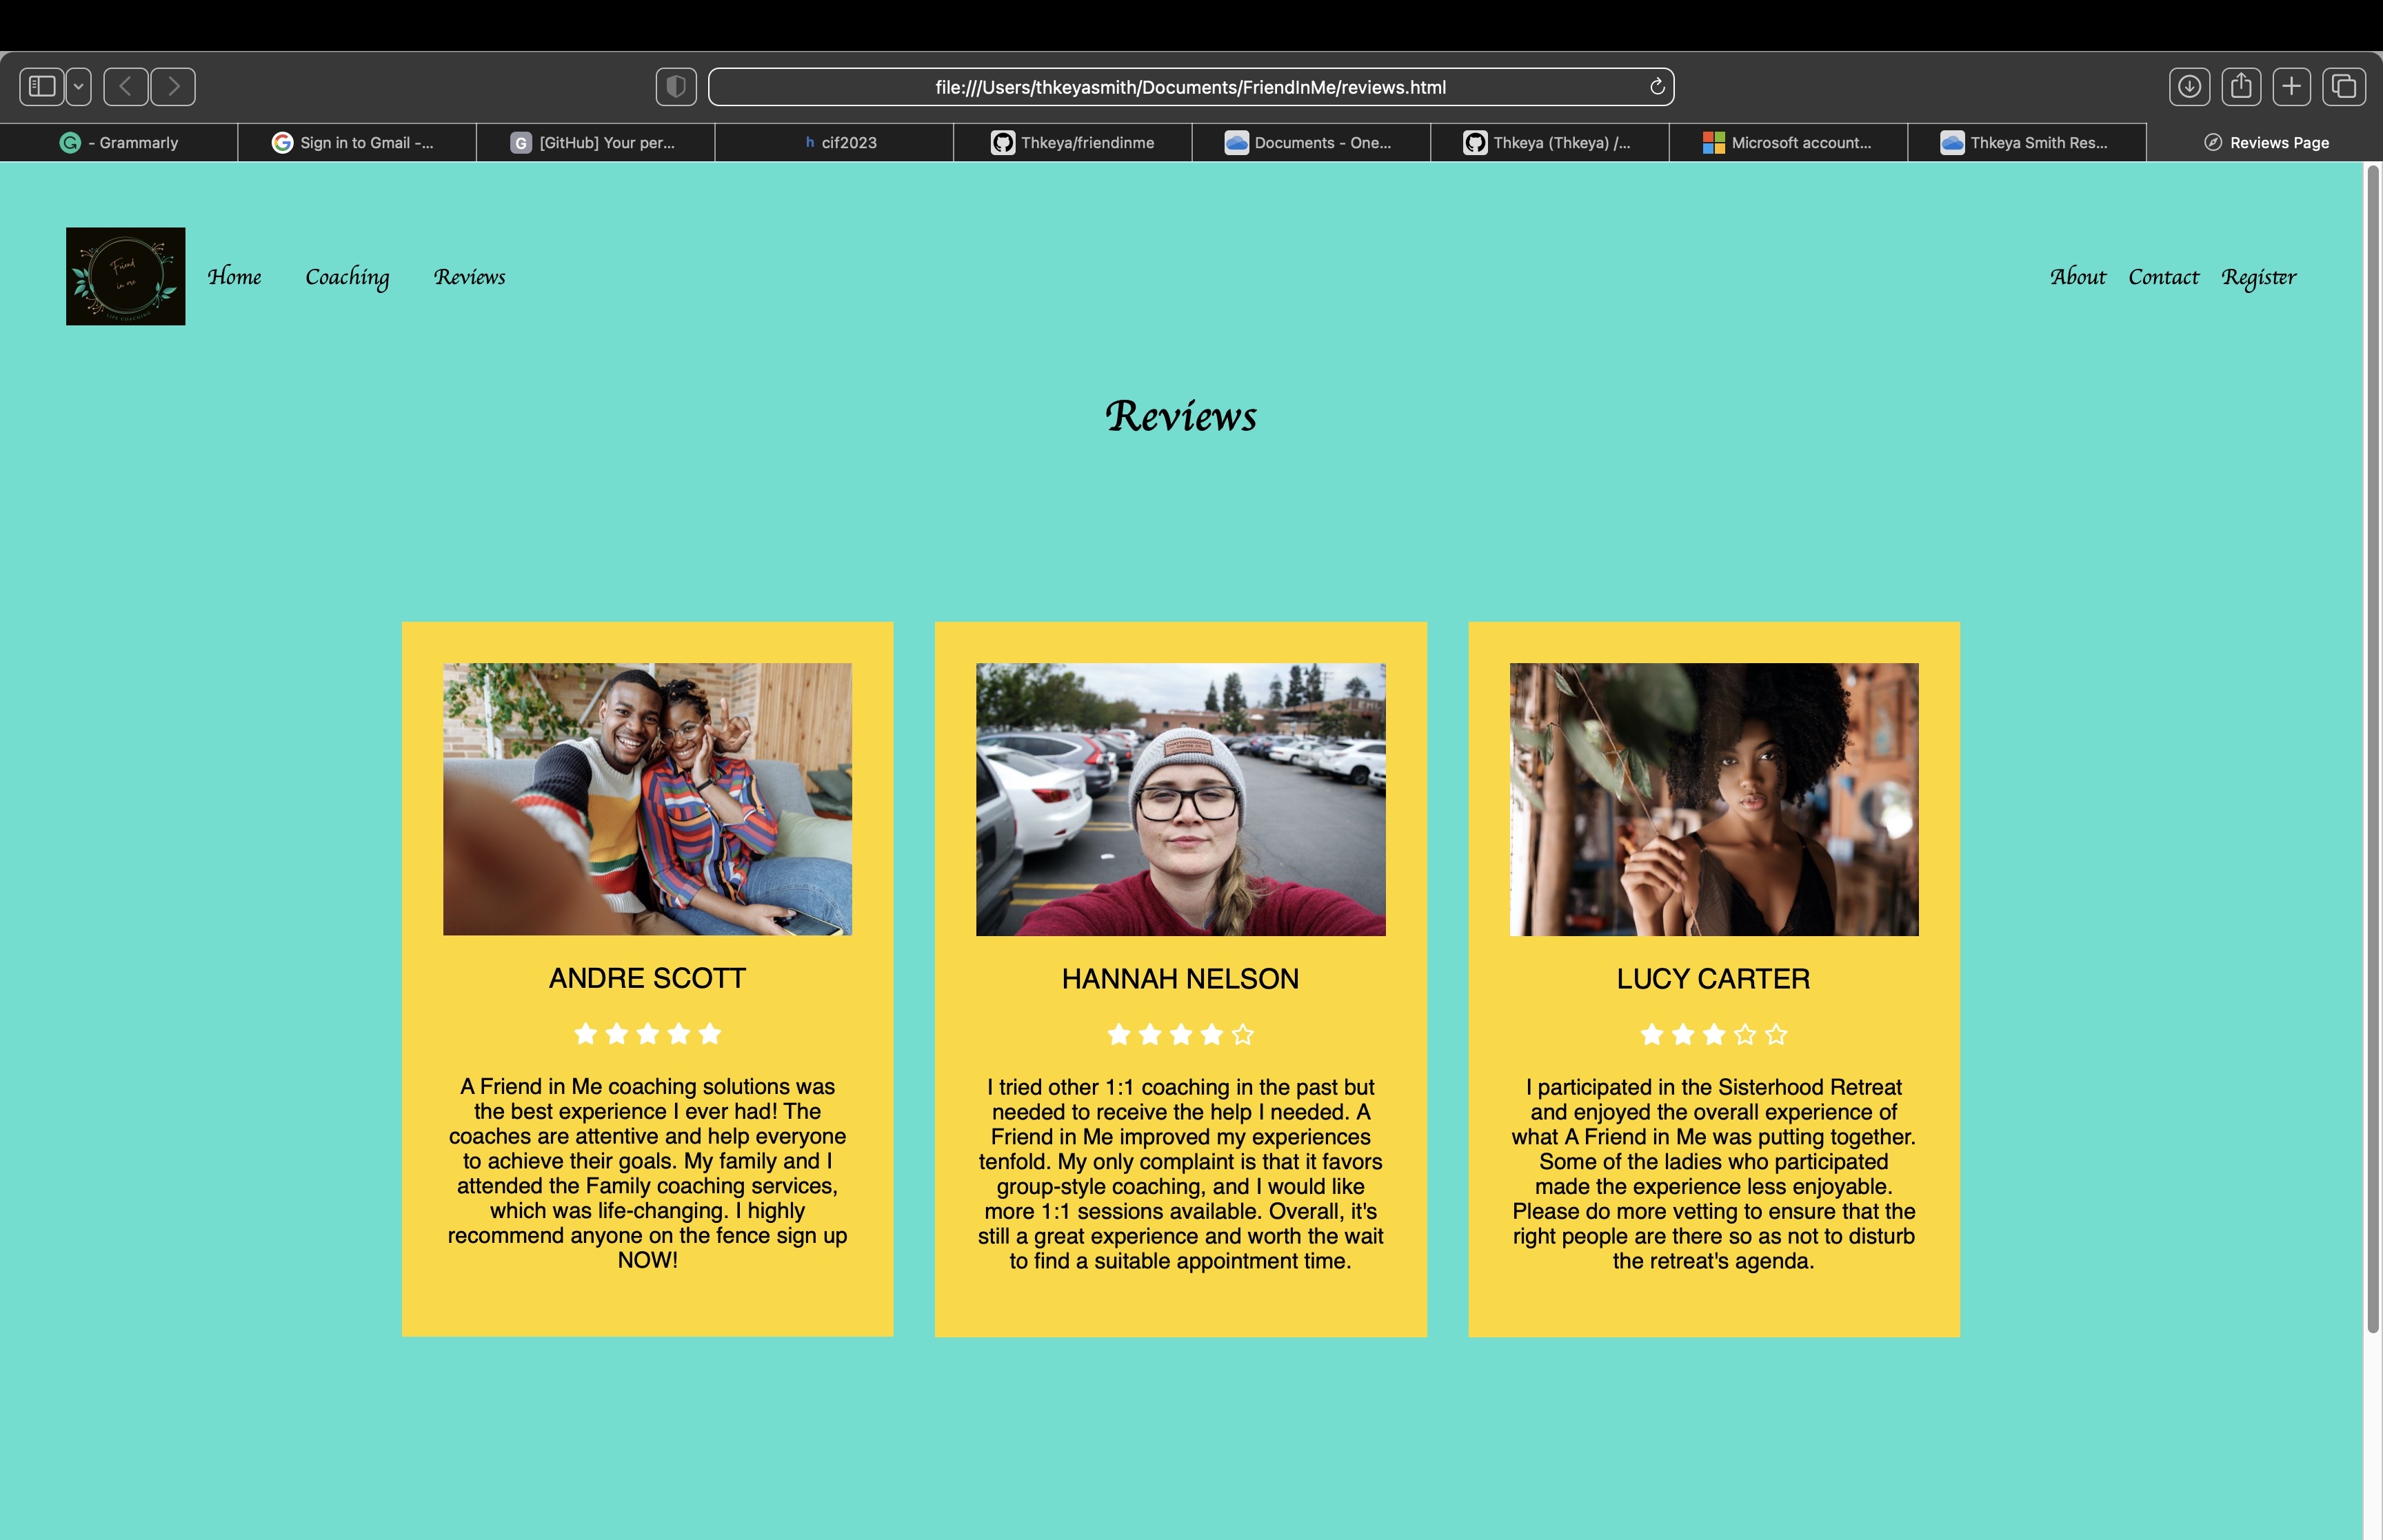 file:///Users/thkeyasmith/Documents/FriendInMe/reviews.html
- Grammarly
Sign in to Gmail -...
G [GitHub] Your per...
h cif2023
Thkeya/friendinme
Documents - One...
Thkeya (Thkeya) /...
Microsoft account...
Thkeya Smith Res...
Reviews Page
Friend
in me
LIFE COACHING
Home Coaching Reviews
About Contact Register
Reviews
ANDRE SCOTT
A Friend in Me coaching solutions was
the best experience I ever had! The
coaches are attentive and help everyone
to achieve their goals. My family and I
attended the Family coaching services,
which was life-changing. I highly
recommend anyone on the fence sign up
NOW!
HANNAH NELSON
I tried other 1:1 coaching in the past but
needed to receive the help I needed. A
Friend in Me improved my experiences
tenfold. My only complaint is that it favors
group-style coaching, and I would like
more 1:1 sessions available. Overall, it's
still a great experience and worth the wait
to find a suitable appointment time.
LUCY CARTER
I participated in the Sisterhood Retreat
and enjoyed the overall experience of
what A Friend in Me was putting together.
Some of the ladies who participated
made the experience less enjoyable.
Please do more vetting to ensure that the
right people are there so as not to disturb
the retreat's agenda.